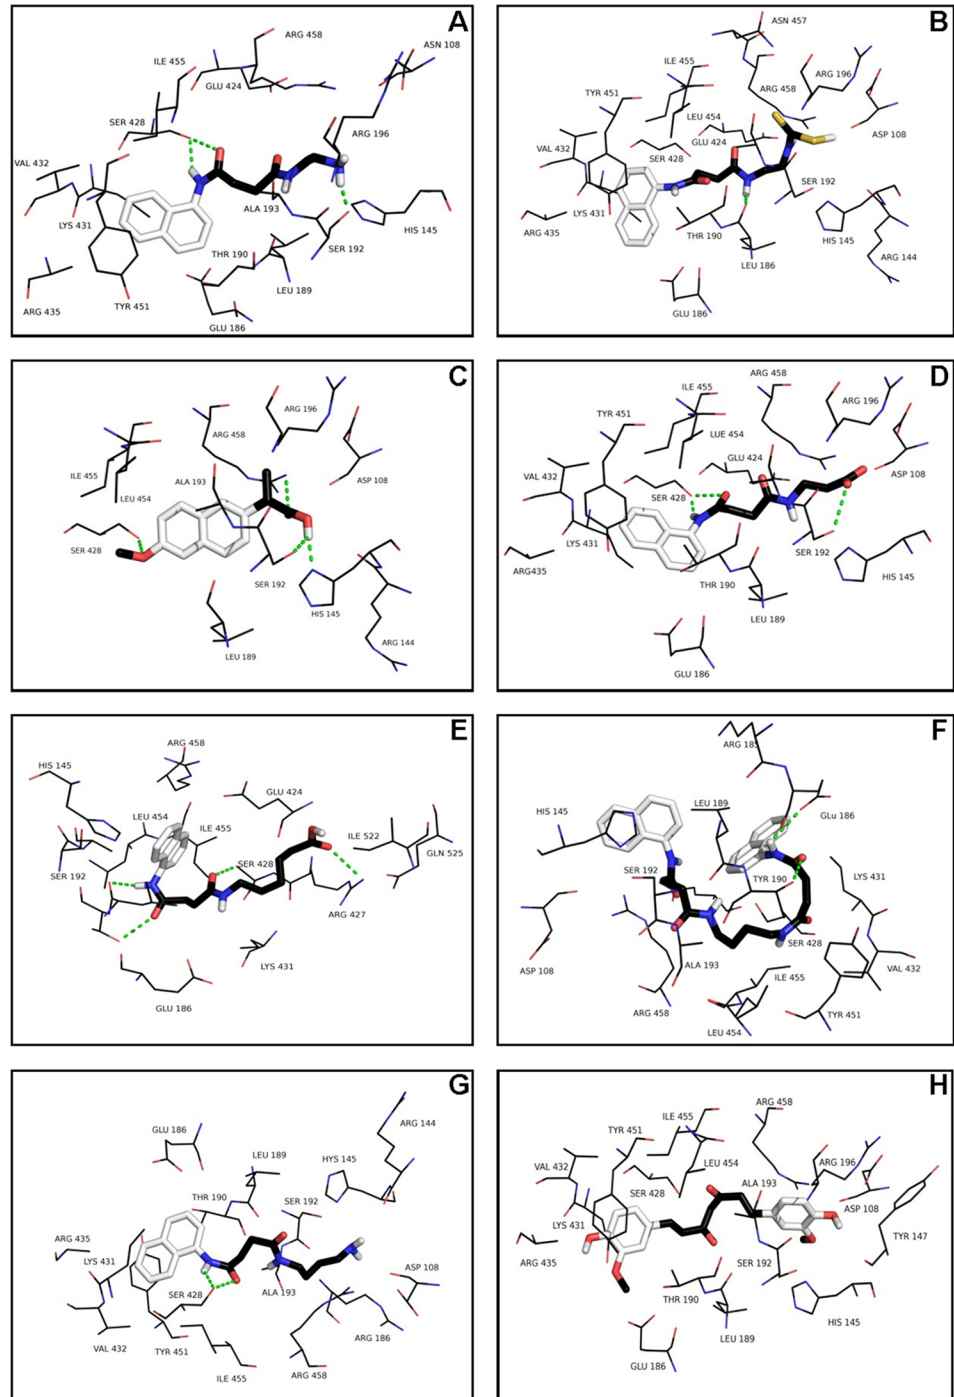 A
ARG 458
ASN 108
ILE 455
GLU 424
SER 428
ARG 196
VAL 432
LYS 431
ALA 193
HIS 145
THR 190
SER 192
LEU 189
ARG 435
TYR 451
GLU 186
B
ASN 457
ILE 455
ARG 196
TYR 451
ARG 458
LEU 454
ASP 108
VAL 432
GLU 424
SER 428
SER 192
LYS 431
ARG 435
THR 190
HIS 145
ARG 144
LEU 186
GLU 186
C
ARG 196
ARG 458
ILE 455
ALA 193
ASP 108
LEU 454
SER 428
SER 192
HIS 145
ARG 144
LEU 189
D
ARG 458
ILE 455
ARG 196
TYR 451
LUE 454
GLU 424
ASP 108
VAL 432
SER 428
LYS 431
SER 192
ARG435
HIS 145
THR 190
LEU 189
GLU 186
E
ARG 458
HIS 145
GLU 424
LEU 454
ILE 455
ILE 522
GLN 525
SER 192
SER 428
ARG 427
LYS 431
GLU 186
F
ARG 185
HIS 145
LEU 189
GLu 186
SER 192
TYR 190
LYS 431
SER 428
ASP 108
ALA 193
VAL 432
ILE 455
ARG 458
TYR 451
LEU 454
G
ARG 144
GLU 186
LEU 189
HYS 145
THR 190
SER 192
ARG 435
LYS 431
ASP 108
SER 428
ALA 193
VAL 432
TYR 451
ARG 186
ILE 455
ARG 458
H
ARG 458
ILE 455
TYR 451
VAL 432
LEU 454
ARG 196
ALA 193
SER 428
ASP 108
LYS 431
TYR 147
ARG 435
SER 192
THR 190
HIS 145
LEU 189
GLU 186